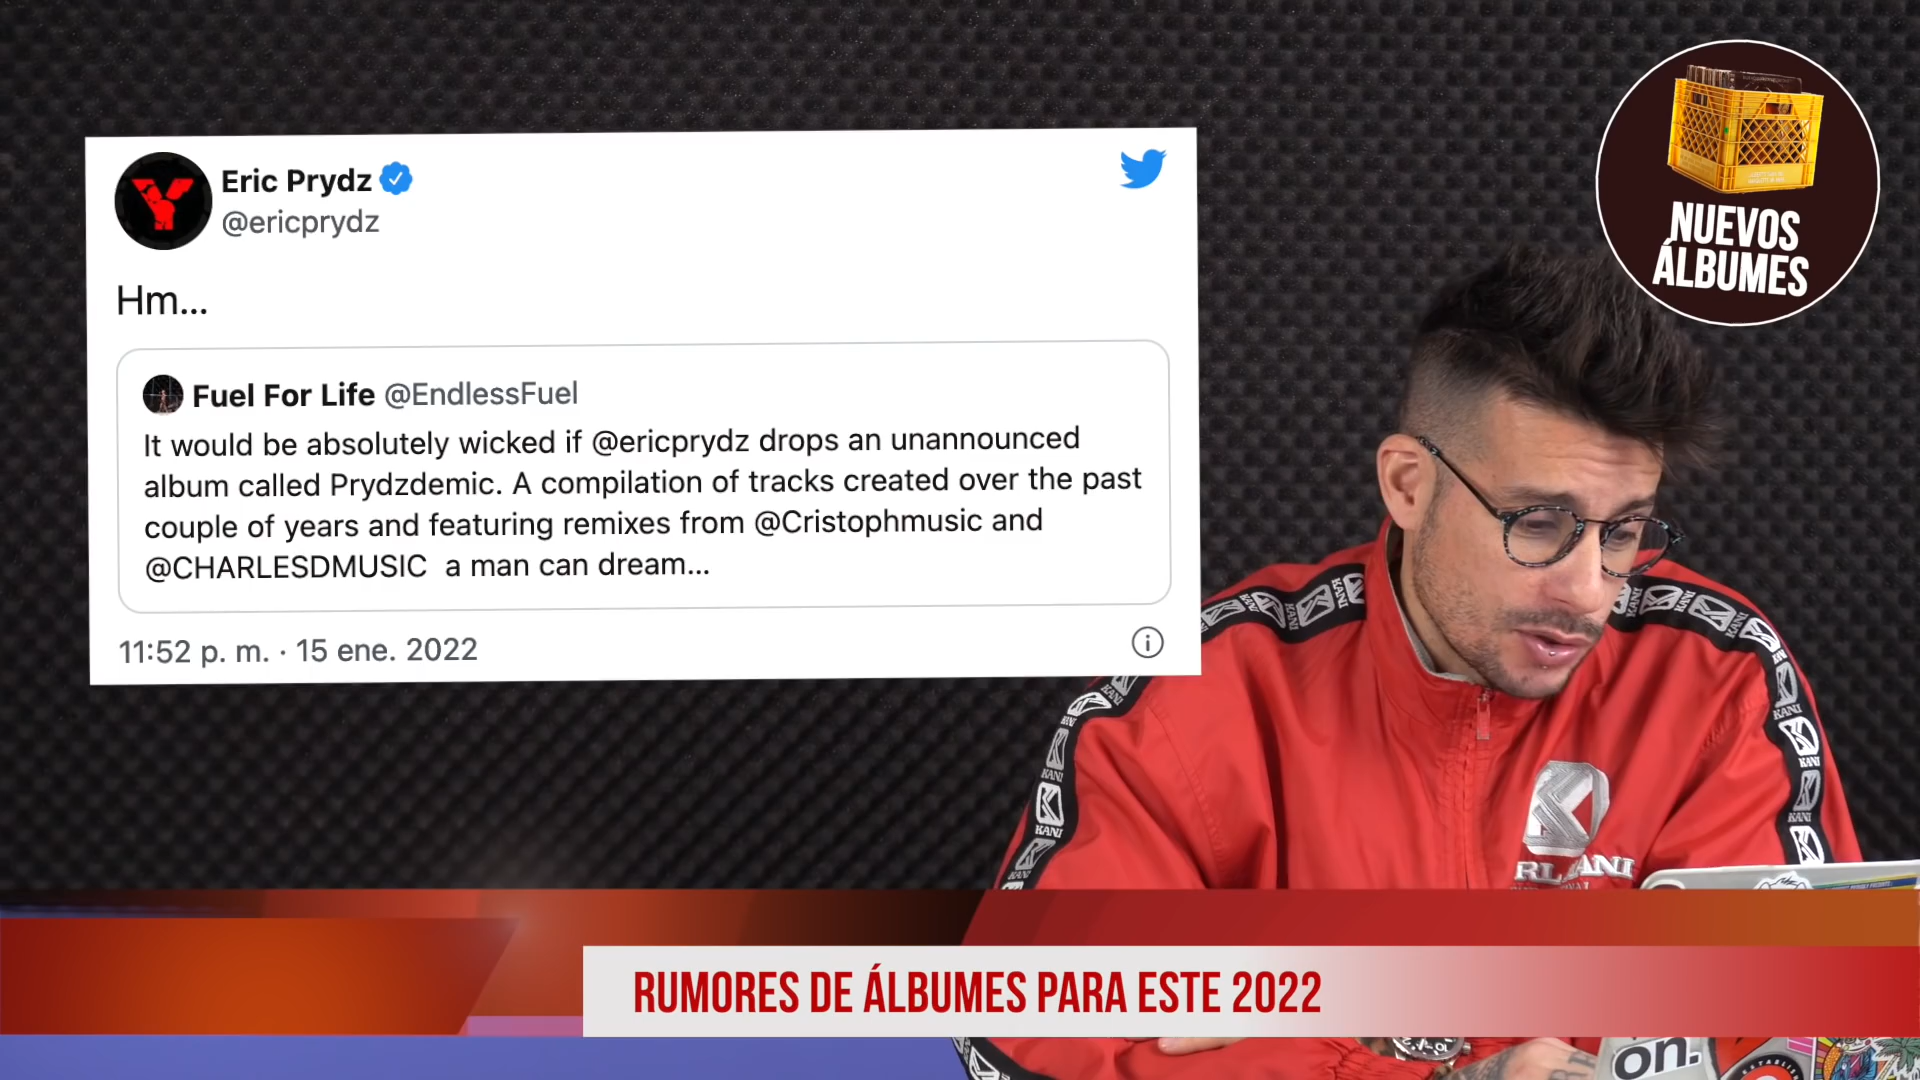 Eric Prydz
@ericprydz
Hm...
Fuel For Life @EndlessFuel
It would be absolutely wicked if @ericprydz drops an unannounced
album called Prydzdemic. A compilation of tracks created over the past
couple of years and featuring remixes from @Cristophmusic and
@CHARLESDMUSIC a man can dream...
11:52 p. m. · 15 ene. 2022
NUEVOS
ÁLBUMES
KANI
RUMORES DE ÁLBUMES PARA ESTE 2022
on.